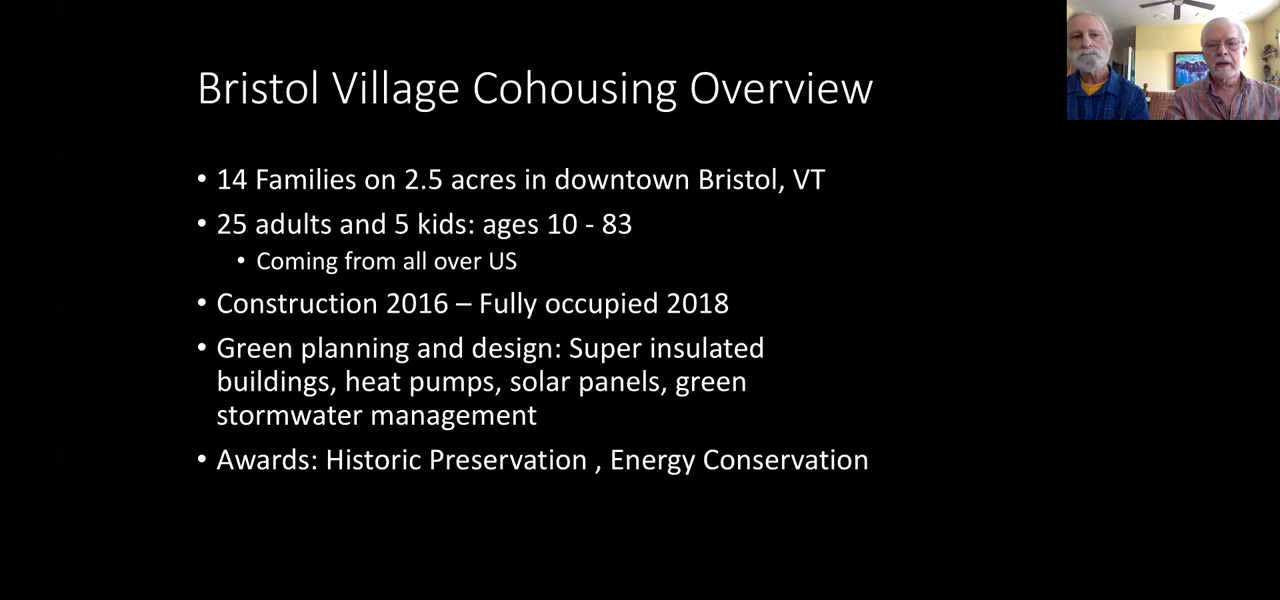 Bristol Village Cohousing Overview
• 14 Families on 2.5 acres in downtown Bristol, VT
• 25 adults and 5 kids: ages 10 - 83
• Coming from all over US
• Construction 2016 – Fully occupied 2018
• Green planning and design: Super insulated
buildings, heat pumps, solar panels, green
stormwater management
• Awards: Historic Preservation , Energy Conservation